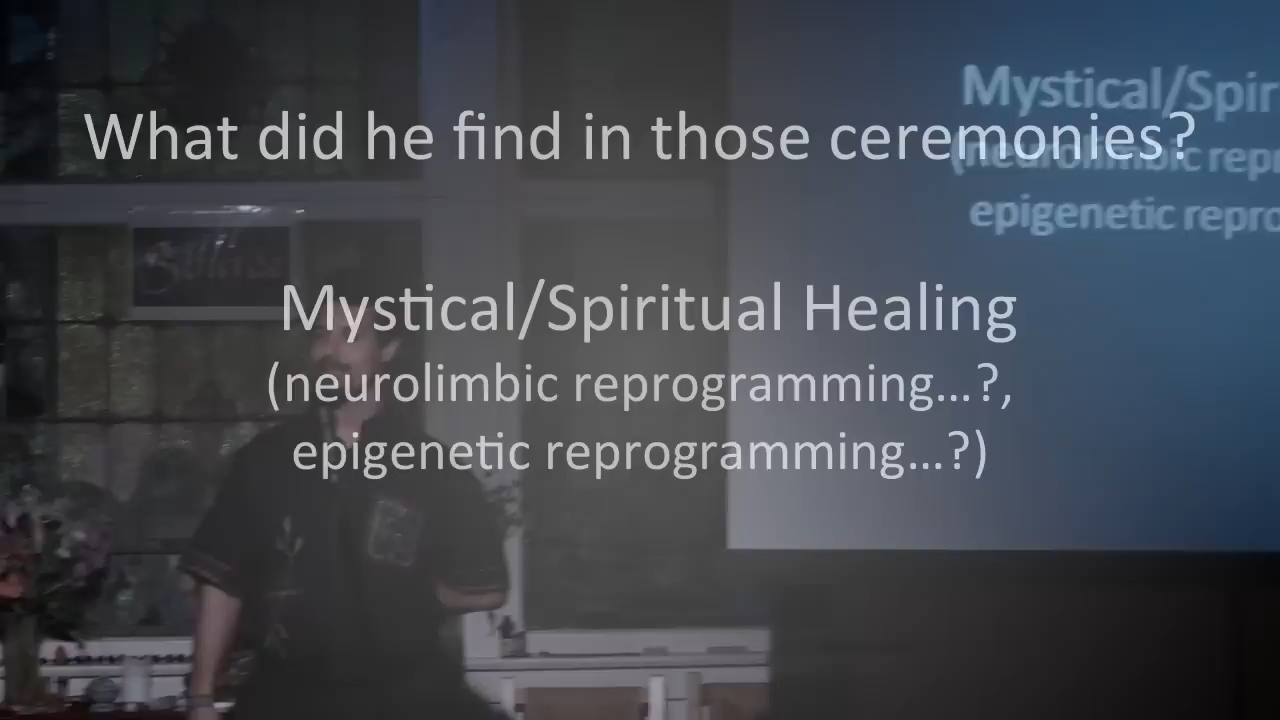 What did he find in those ceremonies?
Mystical/Spiritual Healing
(neurolimbic reprogramming...?,
epigenetic reprogramming...?)
Mystical/Spir
(neurolimbic repr
epigenetic repro